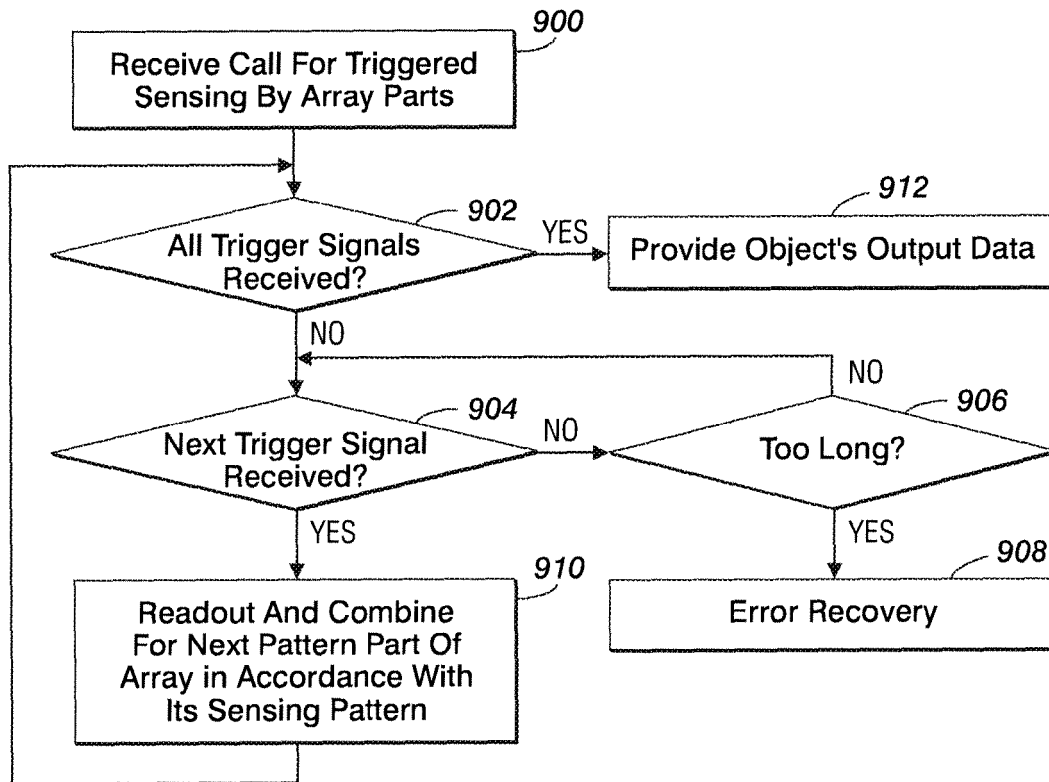 900
Receive Call For Triggered
Sensing By Array Parts
902
All Trigger Signals
Received?
YES
912
Provide Object's Output Data
NO
904
Next Trigger Signal
Received?
NO
906
Too Long?
NO
YES
908
Error Recovery
YES
910
Readout And Combine
For Next Pattern Part Of
Array in Accordance With
Its Sensing Pattern